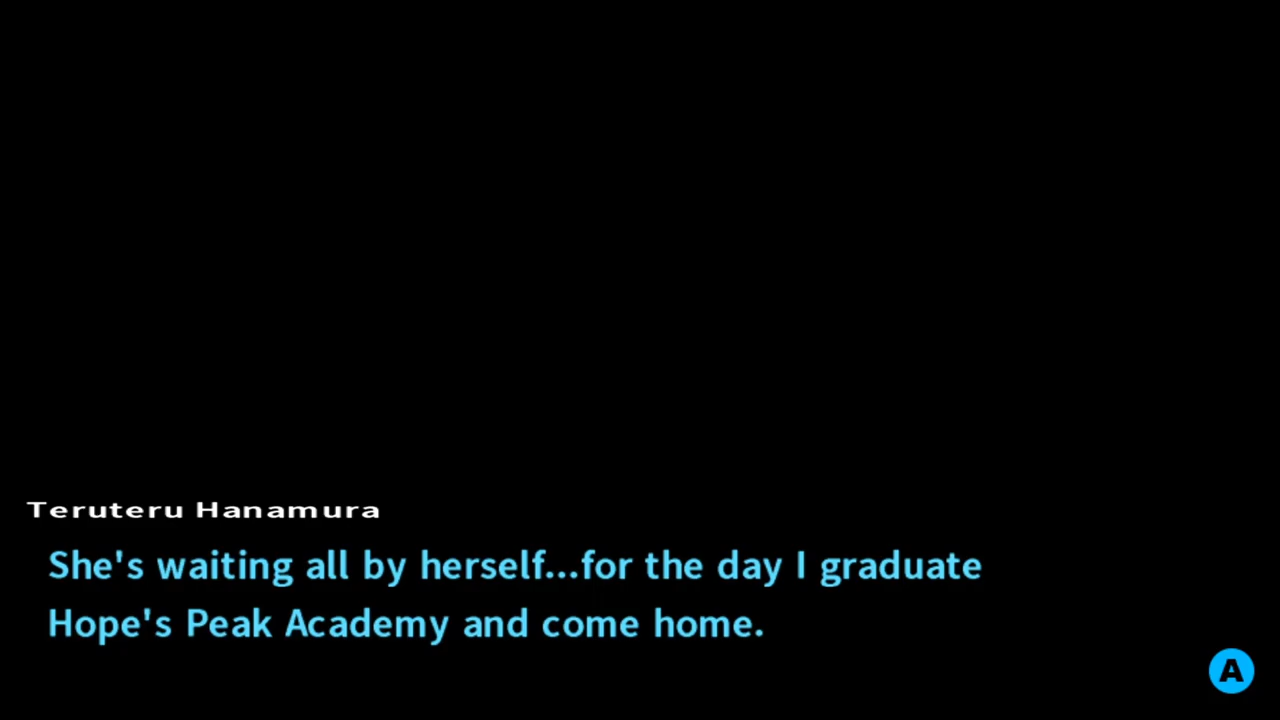 Teruteru Hanamura
She's waiting all by herself...for the day I graduate
Hope's Peak Academy and come home.
A